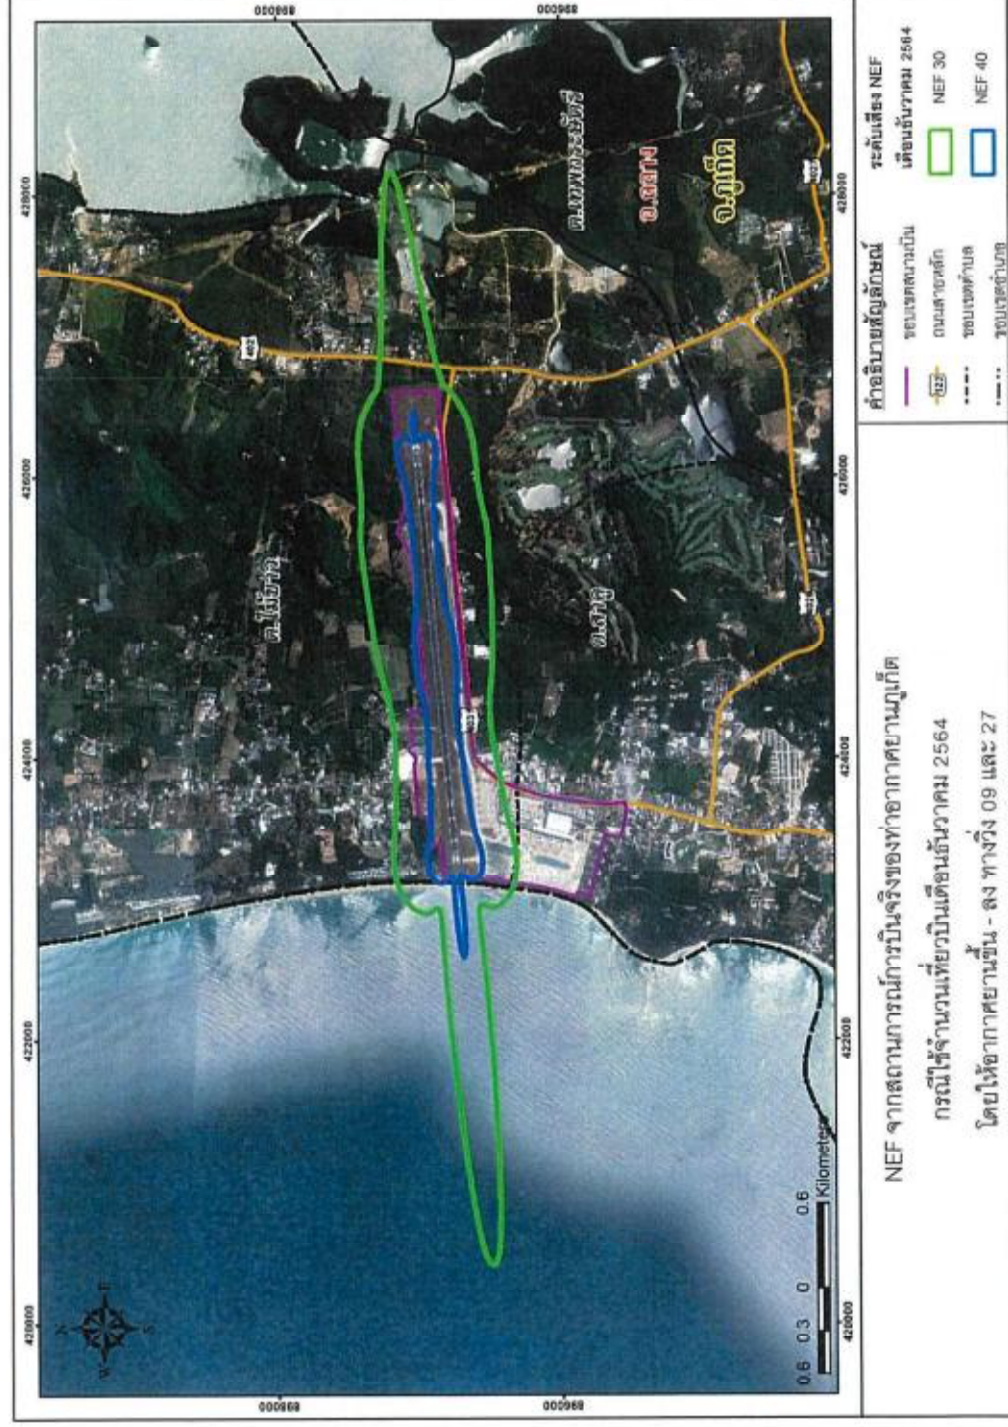 420000
422000
424000
426000
428000
898000
896000
898000
896000
420000
422000
424000
426000
428000
N
W
E
S
ต.ไม้ขาว
ต.สาคู
ต.เทพกระษัตรี
อ.ถลาง
จ.ภูเก็ต
402
0.6 0.3 0 0.6
Kilometers
NEF จากสถานการณ์การบินจริงของท่าอากาศยานภูเก็ต
กรณีใช้จำนวนเที่ยวบินเดือนธันวาคม 2564
โดยให้อากาศยานขึ้น - ลง ทางวิ่ง 09 และ 27
คำอธิบายสัญลักษณ์
ขอบเขตสนามบิน
122 ถนนสายหลัก
ขอบเขตตำบล
ขอบเขตอำเภอ
ระดับเสียง NEF
เดือนธันวาคม 2564
NEF 30
NEF 40